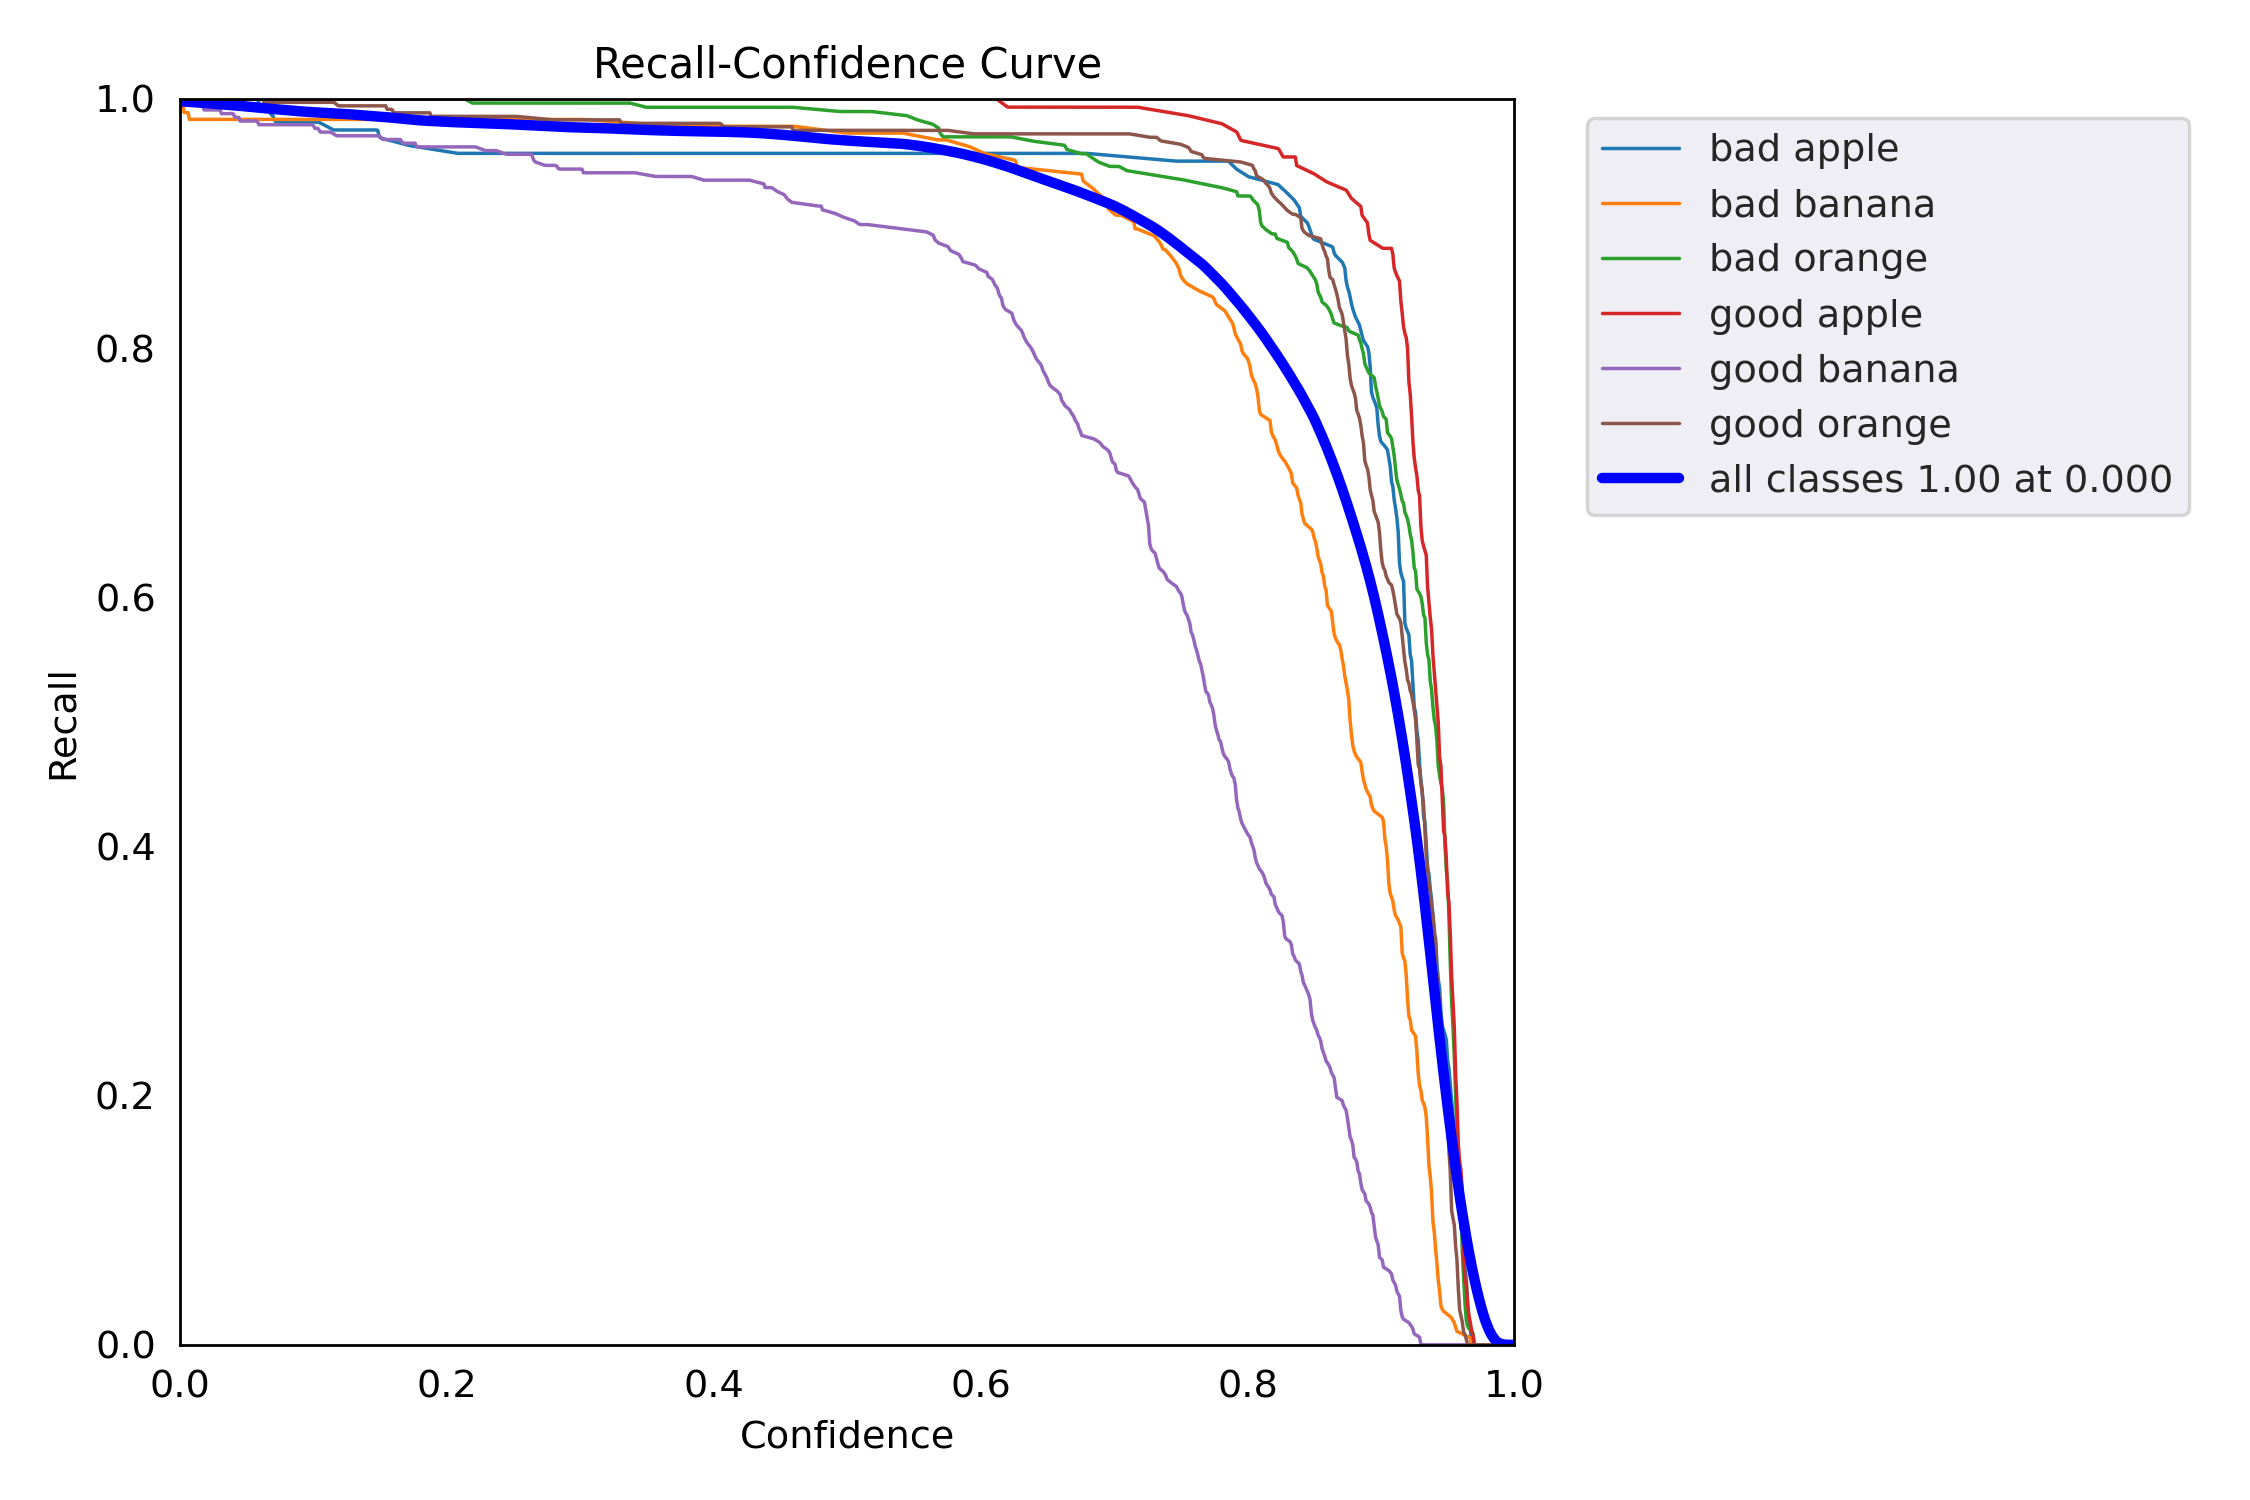 Recall-Confidence Curve
1.0
0.8
0.6
0.4
0.2
0.0
Recall
0.0 0.2 0.4 0.6 0.8 1.0
Confidence
bad apple
bad banana
bad orange
good apple
good banana
good orange
all classes 1.00 at 0.000